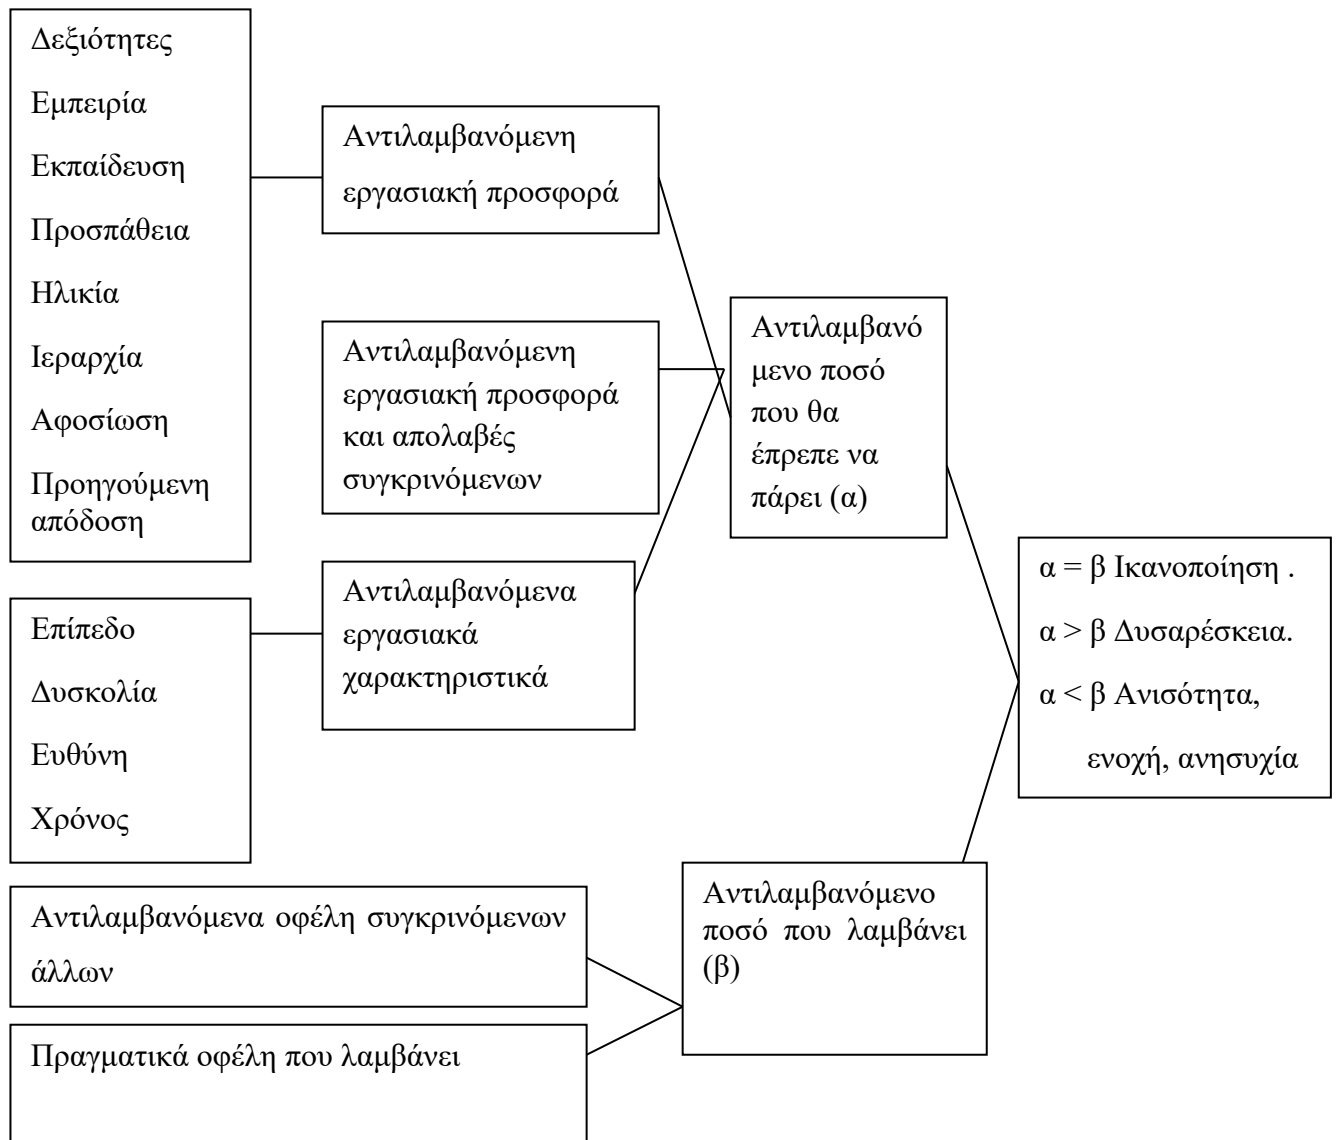 Δεξιότητες
Εμπειρία
Εκπαίδευση
Προσπάθεια
Ηλικία
Ιεραρχία
Αφοσίωση
Προηγούμενη
απόδοση
Αντιλαμβανόμενη
εργασιακή προσφορά
Αντιλαμβανόμενη
εργασιακή προσφορά
και απολαβές
συγκρινόμενων
Επίπεδο
Δυσκολία
Ευθύνη
Χρόνος
Αντιλαμβανόμενα
εργασιακά
χαρακτηριστικά
Αντιλαμβανό
μενο ποσό
που θα
έπρεπε να
πάρει (α)
Αντιλαμβανόμενα οφέλη συγκρινόμενων
άλλων
Πραγματικά οφέλη που λαμβάνει
Αντιλαμβανόμενο
ποσό που λαμβάνει
(β)
α = β Ικανοποίηση .
α > β Δυσαρέσκεια.
α < β Ανισότητα,
ενοχή, ανησυχία